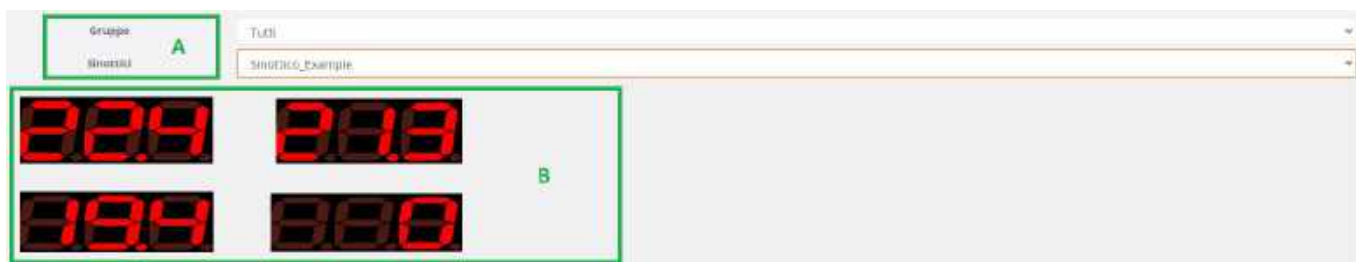 Gruppo Tutti
A
Sinottici Sinottico_Example
22.4 21.3
B
19.4 0